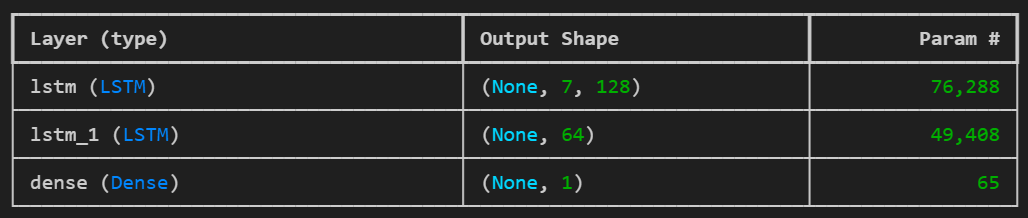 Layer (type) Output Shape Param #
lstm (LSTM) (None, 7, 128) 76,288
lstm_1 (LSTM) (None, 64) 49,408
dense (Dense) (None, 1) 65